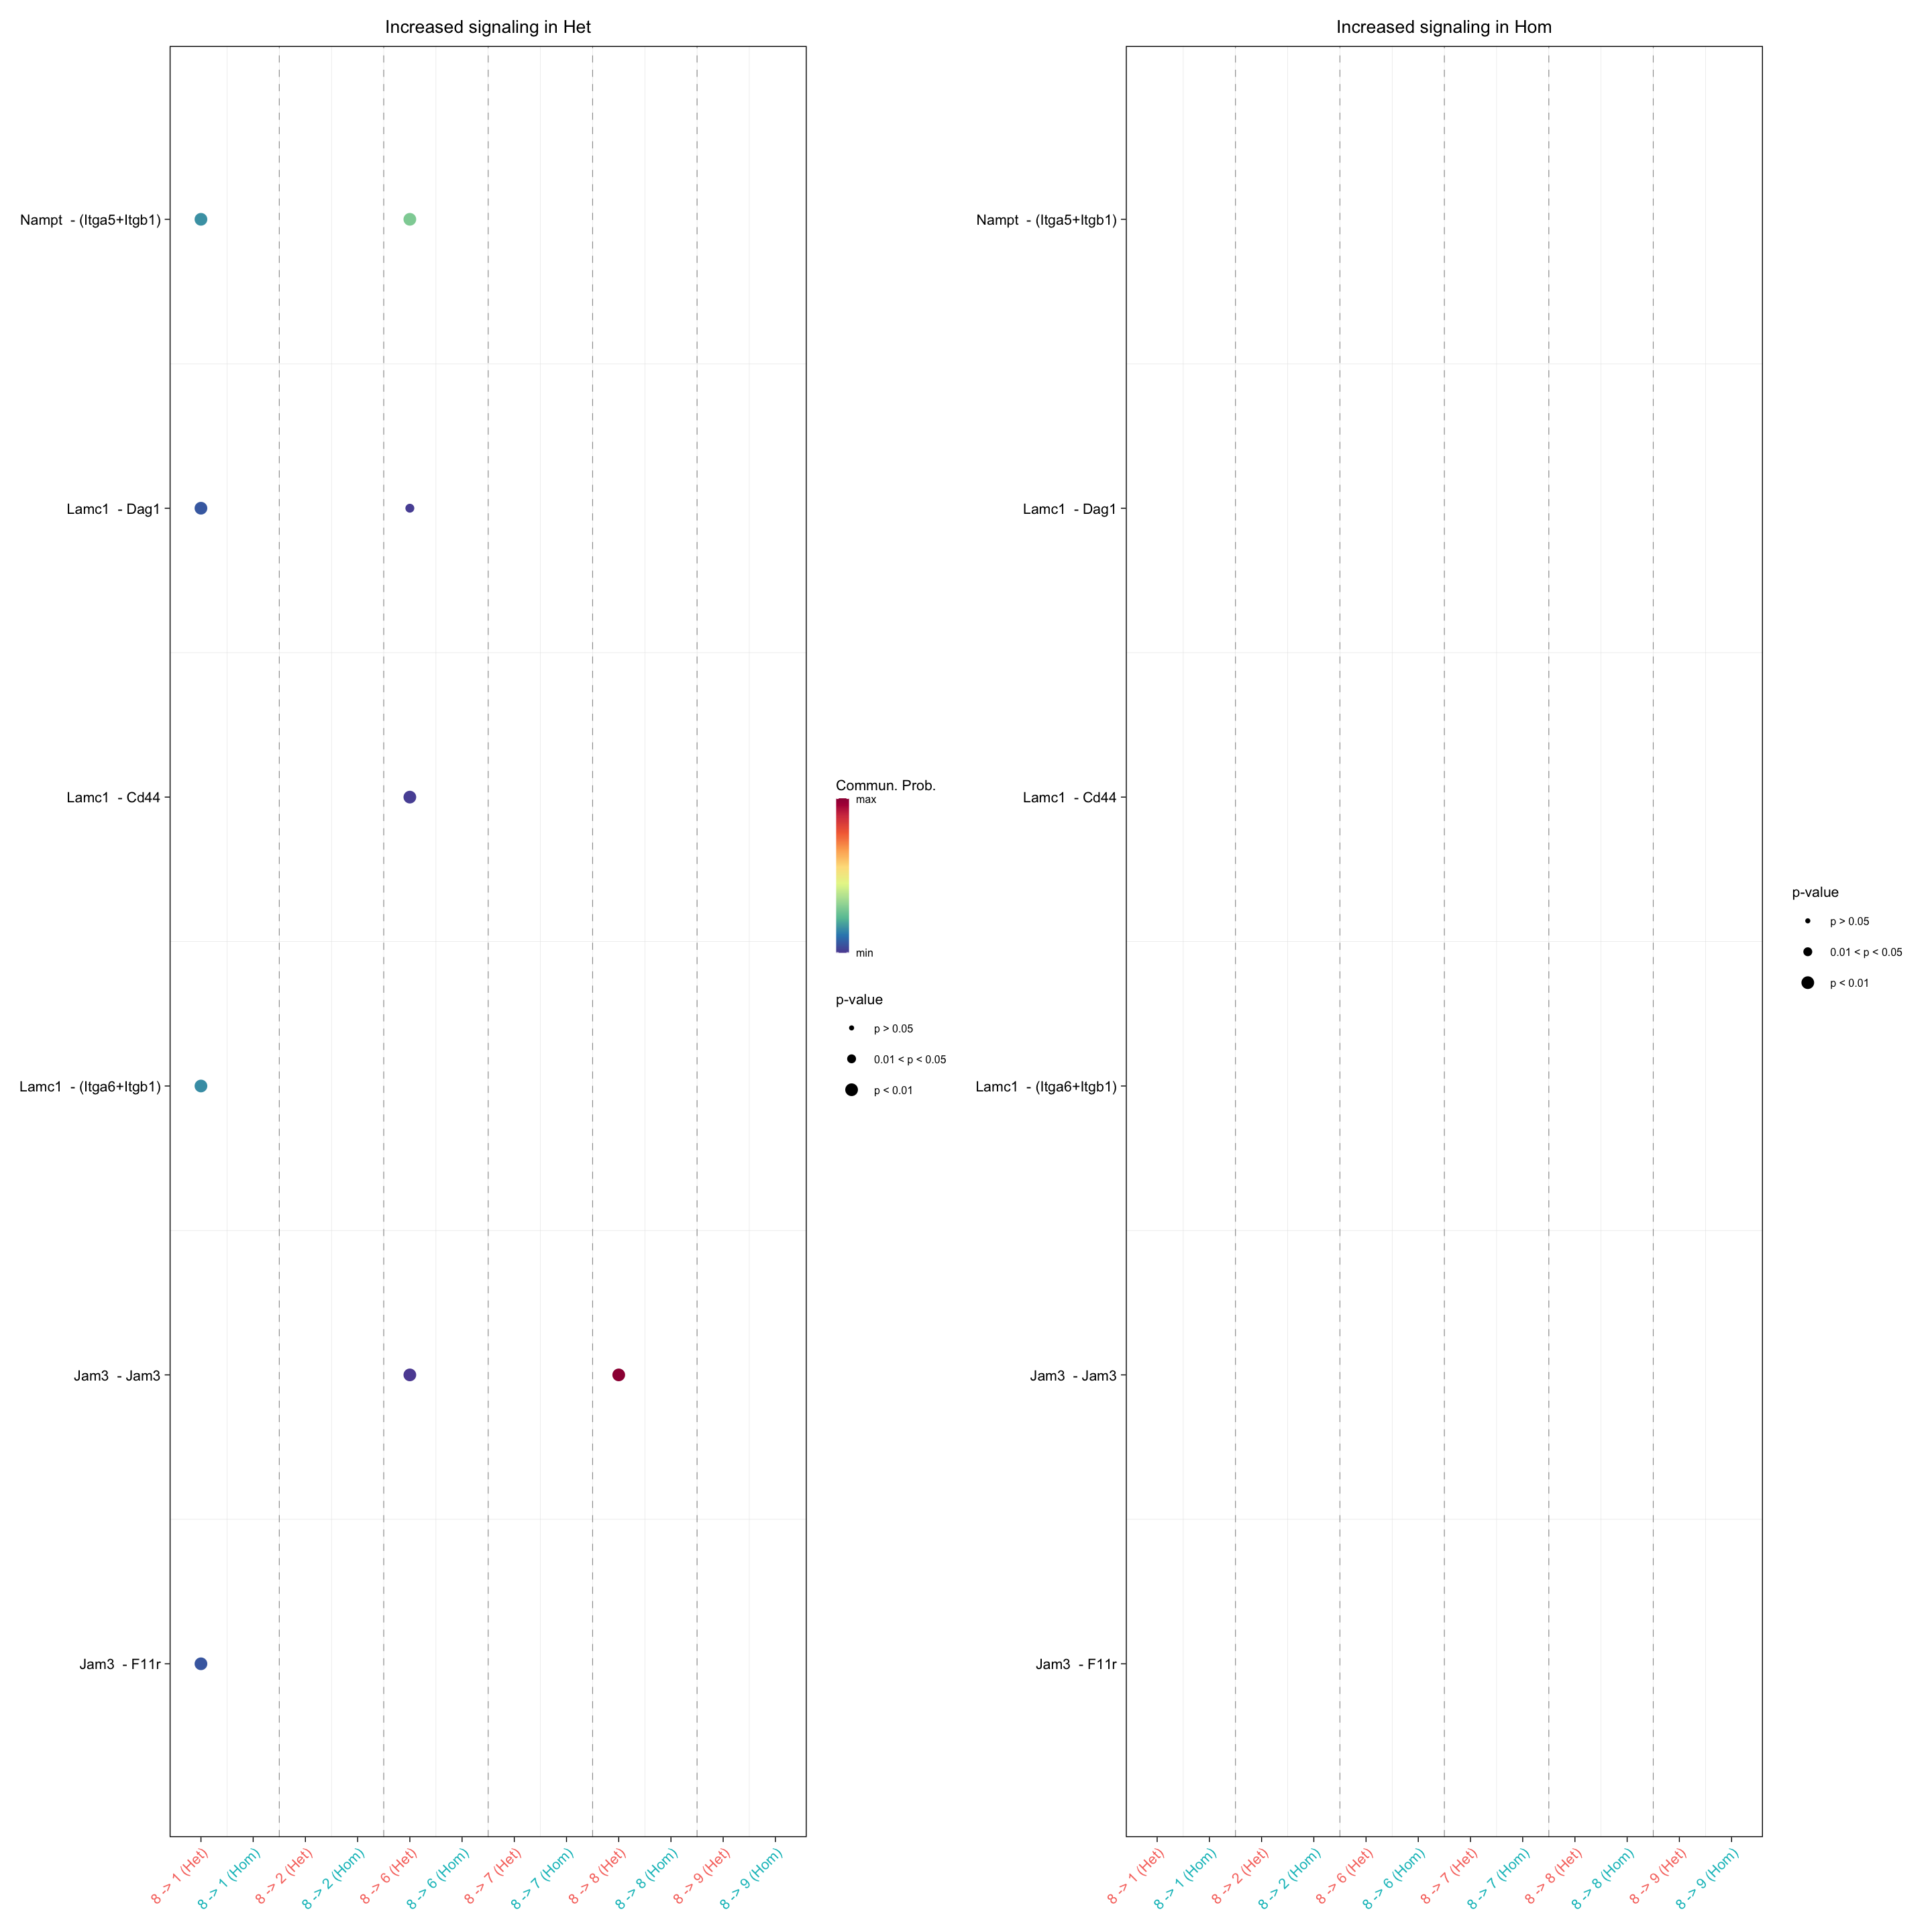 Increased signaling in Het
Nampt - (Itga5+Itgb1)
Lamc1 - Dag1
Lamc1 - Cd44
Lamc1 - (Itga6+Itgb1)
Jam3 - Jam3
Jam3 - F11r
8 -> 1 (Het)
8 -> 1 (Hom)
8 -> 2 (Het)
8 -> 2 (Hom)
8 -> 6 (Het)
8 -> 6 (Hom)
8 -> 7 (Het)
8 -> 7 (Hom)
8 -> 8 (Het)
8 -> 8 (Hom)
8 -> 9 (Het)
8 -> 9 (Hom)
Commun. Prob.
max
min
p-value
p > 0.05
0.01 < p < 0.05
p < 0.01
Increased signaling in Hom
Nampt - (Itga5+Itgb1)
Lamc1 - Dag1
Lamc1 - Cd44
Lamc1 - (Itga6+Itgb1)
Jam3 - Jam3
Jam3 - F11r
8 -> 1 (Het)
8 -> 1 (Hom)
8 -> 2 (Het)
8 -> 2 (Hom)
8 -> 6 (Het)
8 -> 6 (Hom)
8 -> 7 (Het)
8 -> 7 (Hom)
8 -> 8 (Het)
8 -> 8 (Hom)
8 -> 9 (Het)
8 -> 9 (Hom)
p-value
p > 0.05
0.01 < p < 0.05
p < 0.01